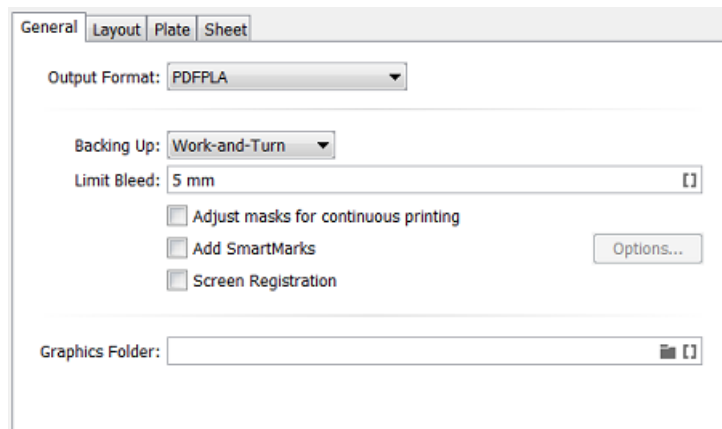 General Layout Plate Sheet
Output Format: PDFPLA
Backing Up: Work-and-Turn
Limit Bleed: 5 mm
Adjust masks for continuous printing
Add SmartMarks Options...
Screen Registration
Graphics Folder: